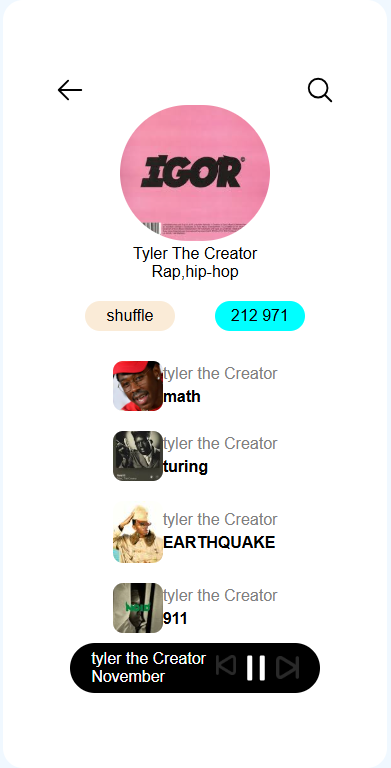 IGOR
Tyler The Creator
Rap,hip-hop
shuffle
212 971
tyler the Creator
math
tyler the Creator
turing
tyler the Creator
EARTHQUAKE
tyler the Creator
911
tyler the Creator
November